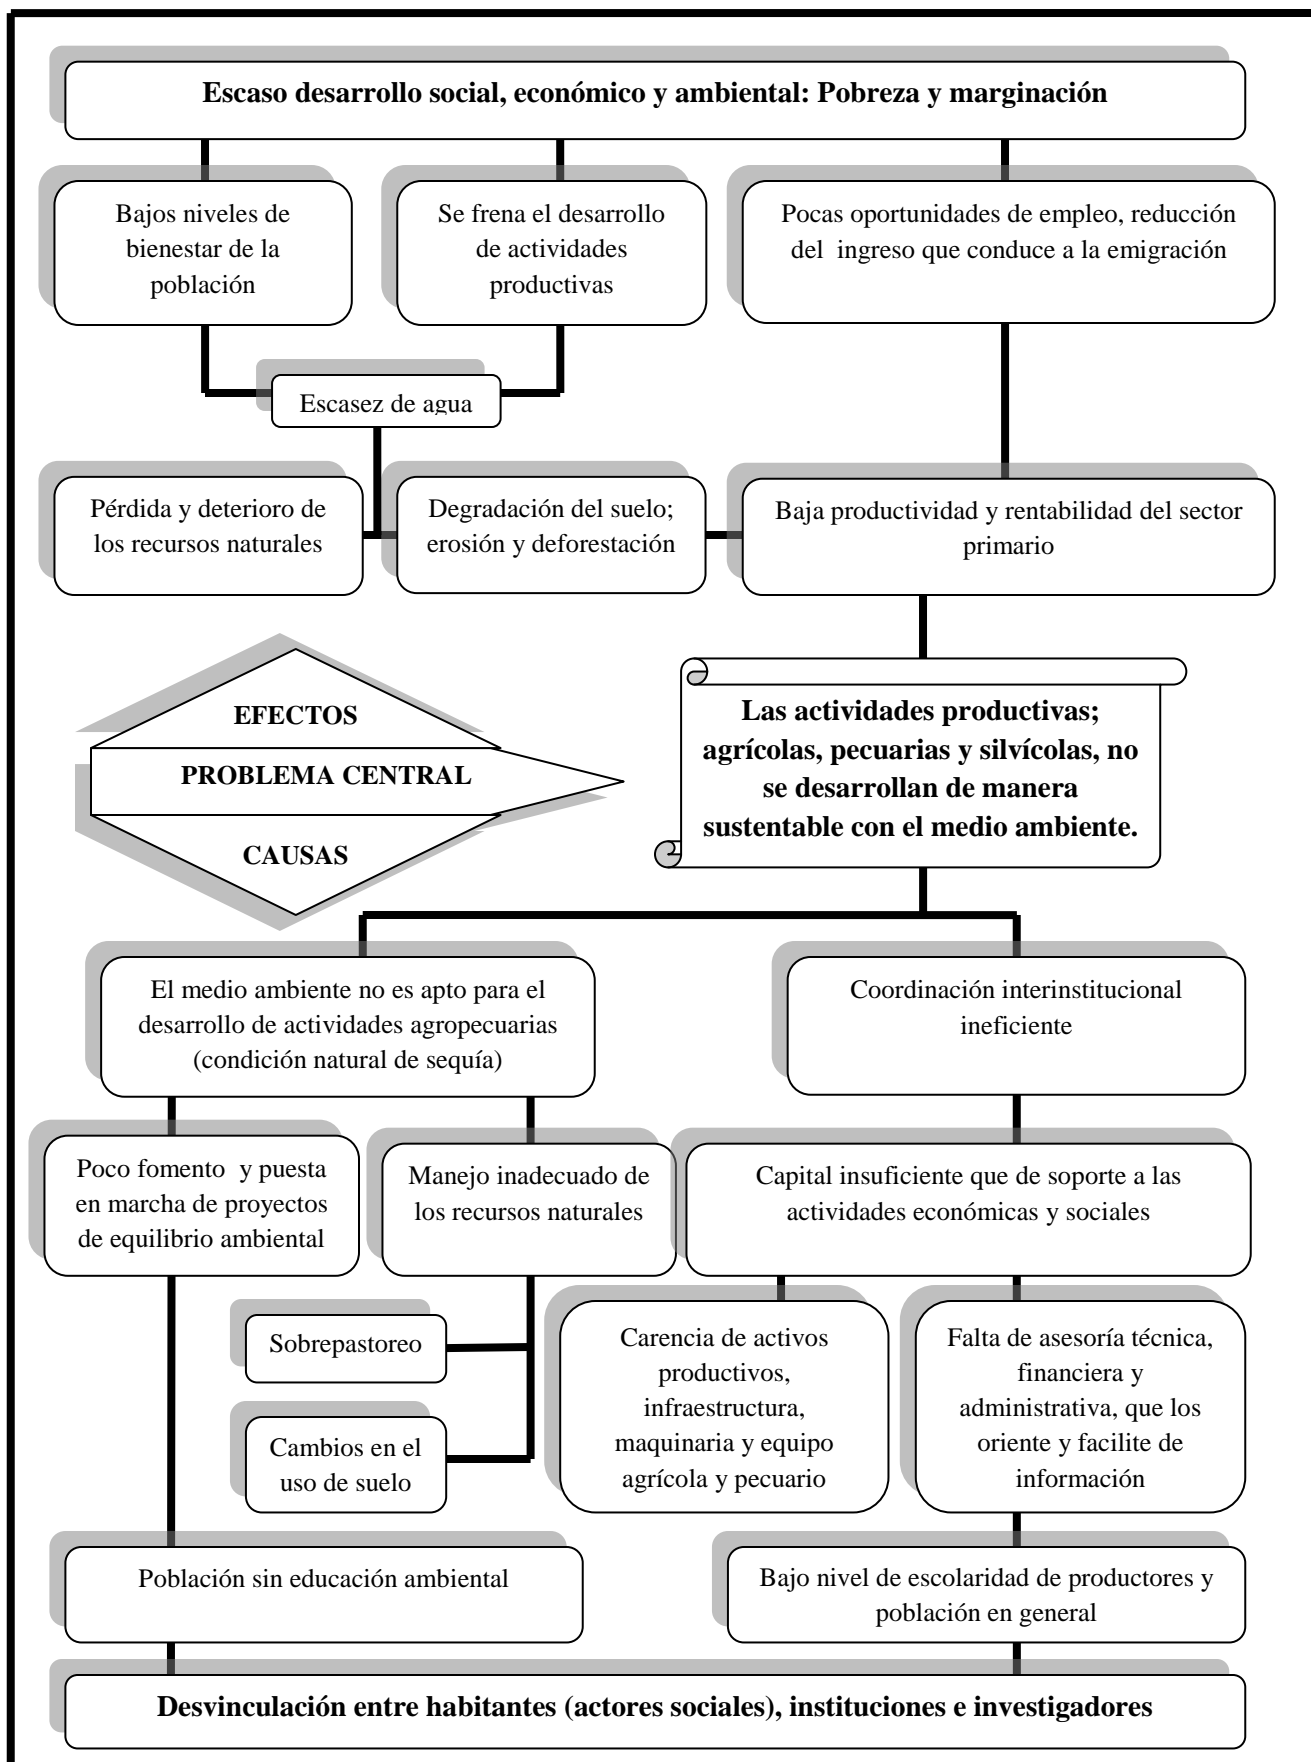 Escaso desarrollo social, económico y ambiental: Pobreza y marginación
Bajos niveles de
bienestar de la
población
Se frena el desarrollo
de actividades
productivas
Pocas oportunidades de empleo, reducción
del  ingreso que conduce a la emigración
Escasez de agua
Pérdida y deterioro de
los recursos naturales
Degradación del suelo;
erosión y deforestación
Baja productividad y rentabilidad del sector
primario
EFECTOS
PROBLEMA CENTRAL
CAUSAS
Las actividades productivas;
agrícolas, pecuarias y silvícolas, no
se desarrollan de manera
sustentable con el medio ambiente.
El medio ambiente no es apto para el
desarrollo de actividades agropecuarias
(condición natural de sequía)
Coordinación interinstitucional
ineficiente
Poco fomento  y puesta
en marcha de proyectos
de equilibrio ambiental
Manejo inadecuado de
los recursos naturales
Capital insuficiente que de soporte a las
actividades económicas y sociales
Sobrepastoreo
Cambios en el
uso de suelo
Carencia de activos
productivos,
infraestructura,
maquinaria y equipo
agrícola y pecuario
Falta de asesoría técnica,
financiera y
administrativa, que los
oriente y facilite de
información
Población sin educación ambiental
Bajo nivel de escolaridad de productores y
población en general
Desvinculación entre habitantes (actores sociales), instituciones e investigadores